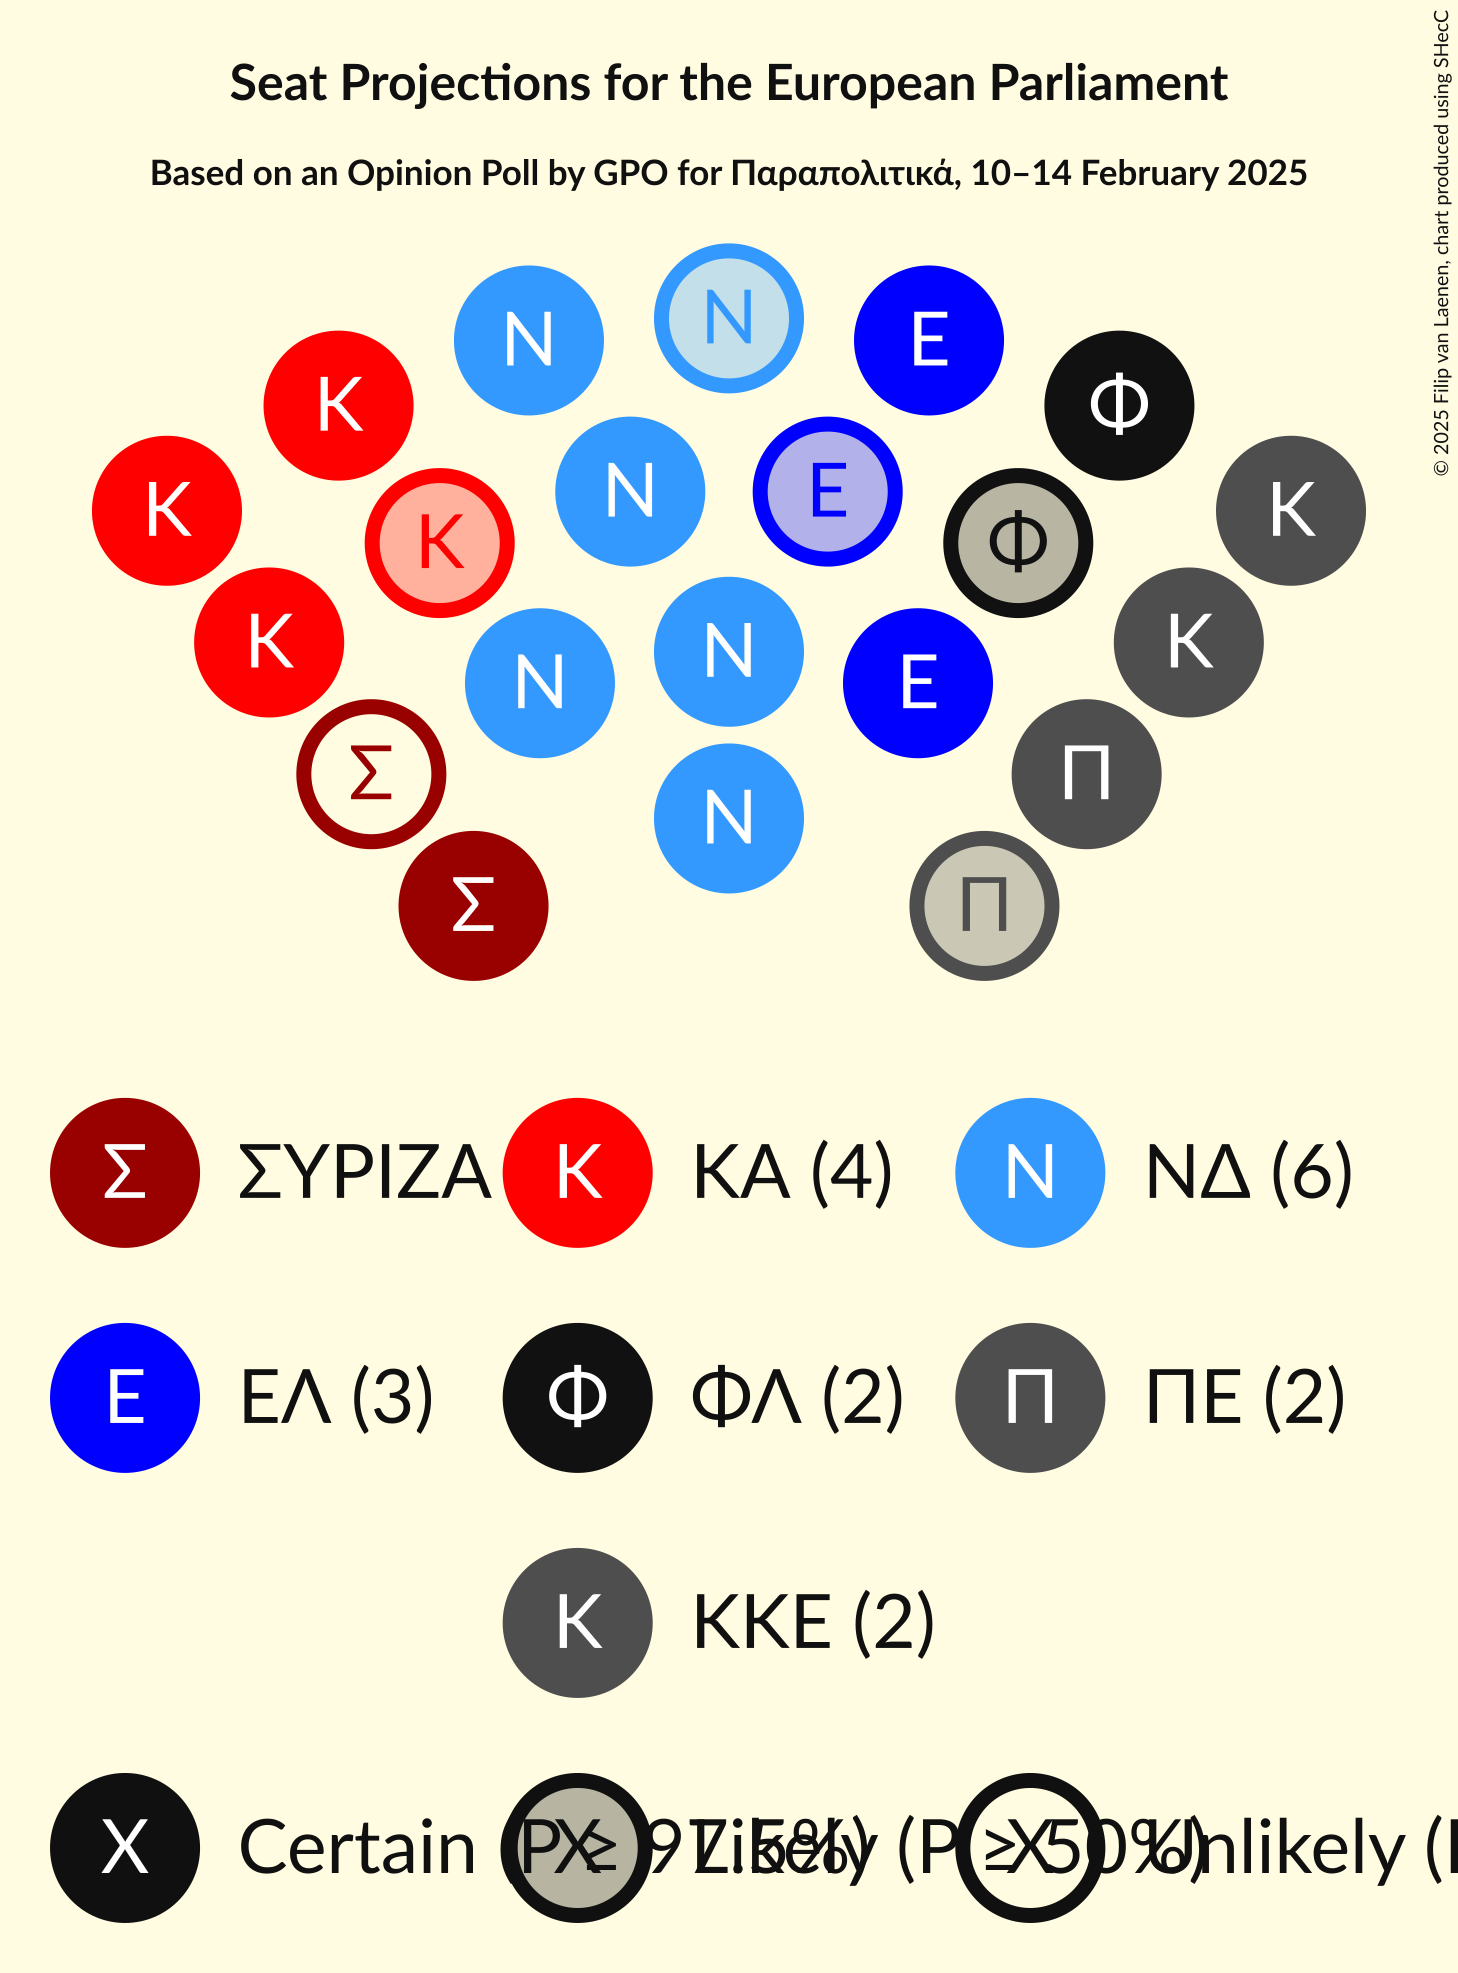 Seat Projections for the European Parliament
Based on an Opinion Poll by GPO for Παραπολιτικά, 10–14 February 2025
© 2025 Filip van Laenen, chart produced using SHecC
N
N E
K Φ
K K
N E
K Φ
K K
N
N E
Σ Π
N
Σ Π
Σ ΣΥΡΙΖΑ K ΚΑ (4) N ΝΔ (6)
E ΕΛ (3) Φ ΦΛ (2) Π ΠΕ (2)
K ΚΚΕ (2)
X Certain (P ≥ 97.5%) X Likely (P ≥ 50%) X Unlikely